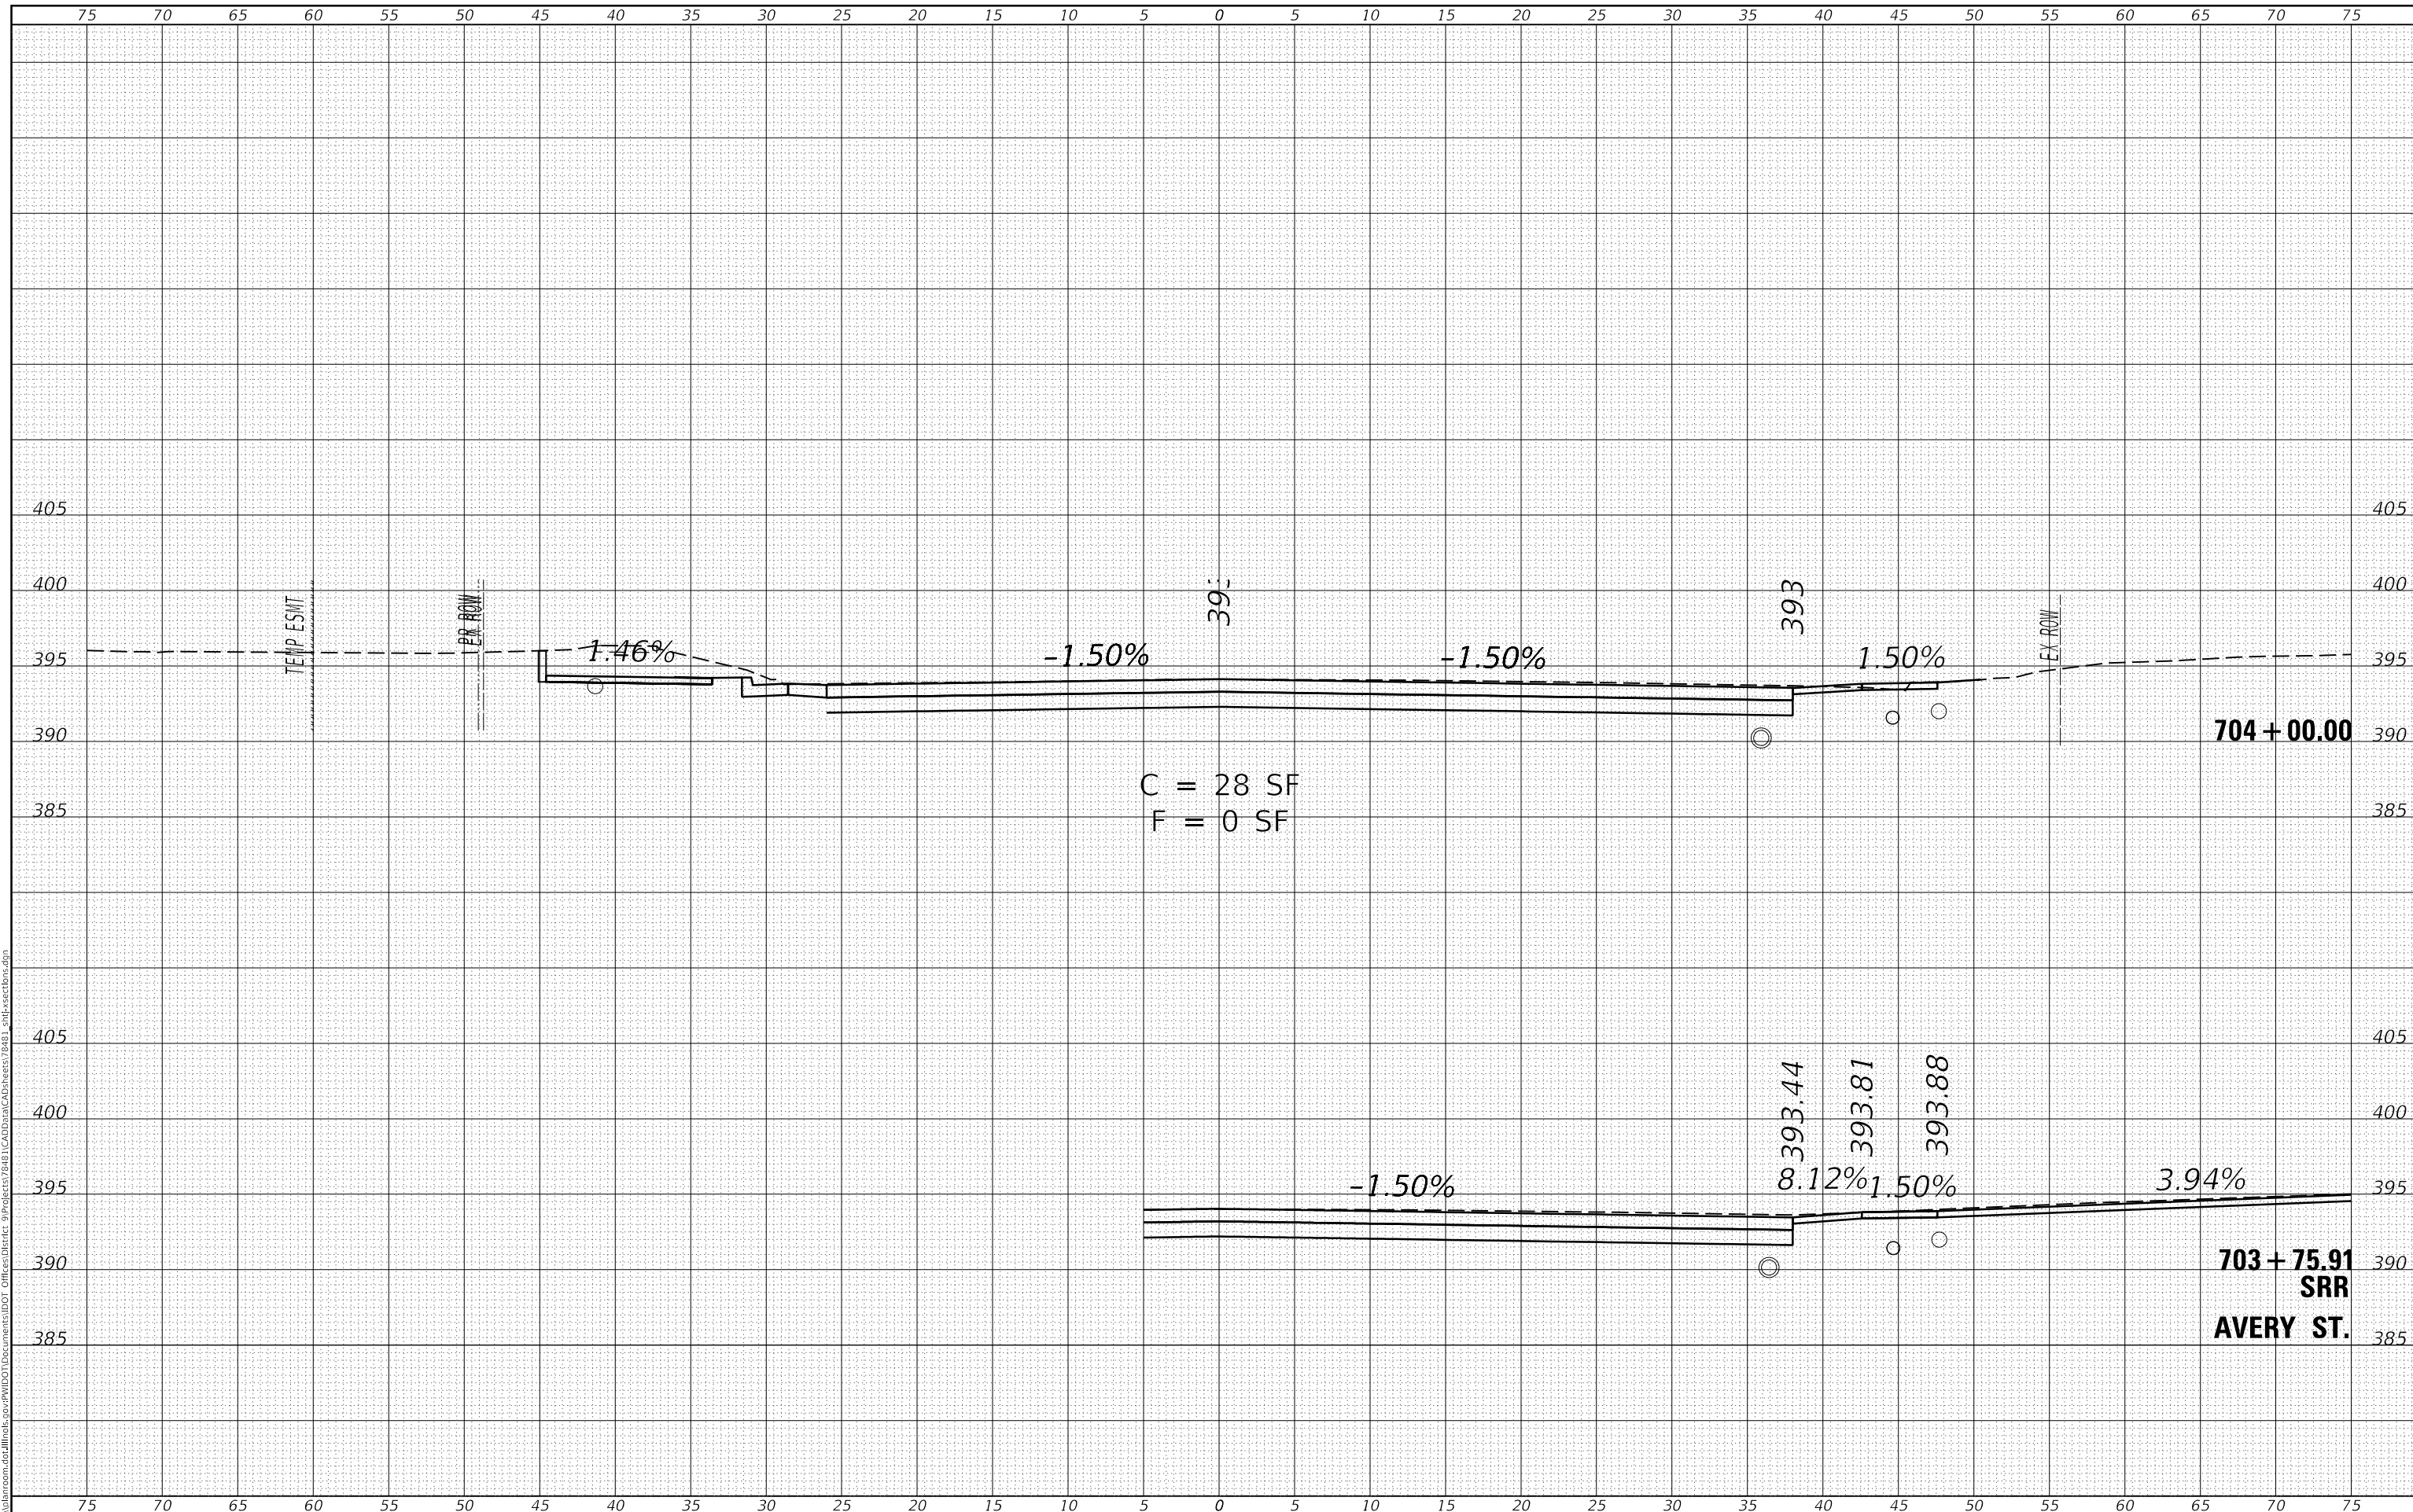 75 70 65 60 55 50 45 40 35 30 25 20 15 10 5 0 5 10 15 20 25 30 35 40 45 50 55 60 65 70 75
405 405
400 393 393 400
TEMP ESMT PR ROW EX ROW EX ROW
395 1.46% -1.50% -1.50% 1.50% 395
390 704+00.00 390
C = 28 SF
385 F = 0 SF 385
405 405
400 393.44 393.81 393.88 400
395 -1.50% 8.12% 1.50% 3.94% 395
390 703+75.91 390
SRR
385 AVERY ST. 385
75 70 65 60 55 50 45 40 35 30 25 20 15 10 5 0 5 10 15 20 25 30 35 40 45 50 55 60 65 70 75